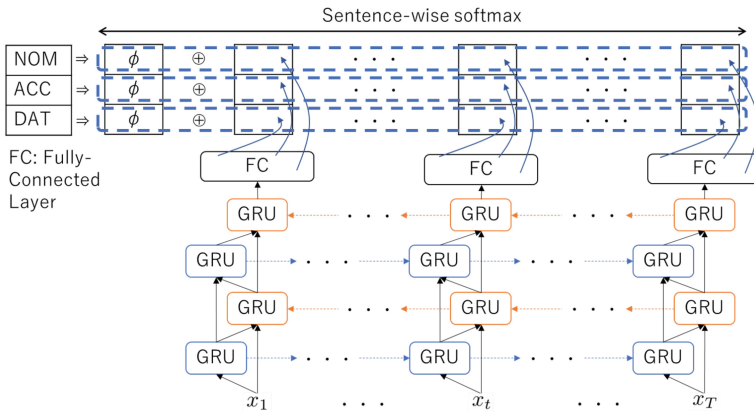 Sentence-wise softmax
NOM ⇒ ϕ ⊕ · · · · · ·
ACC ⇒ ϕ ⊕ · · · · · ·
DAT ⇒ ϕ ⊕ · · · · · ·
FC: Fully-
Connected
Layer
FC FC FC
GRU · · · GRU · · · GRU
GRU · · · GRU · · · GRU
GRU · · · GRU · · · GRU
GRU · · · GRU · · · GRU
x1 · · · xt · · · xT